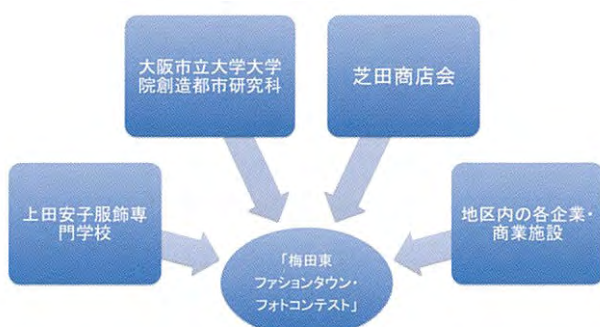 大阪市立大学大学
院創造都市研究科
芝田商店会
上田安子服飾専
門学校
地区内の各企業・
商業施設
「梅田東
ファションタウン・
フォトコンテスト」